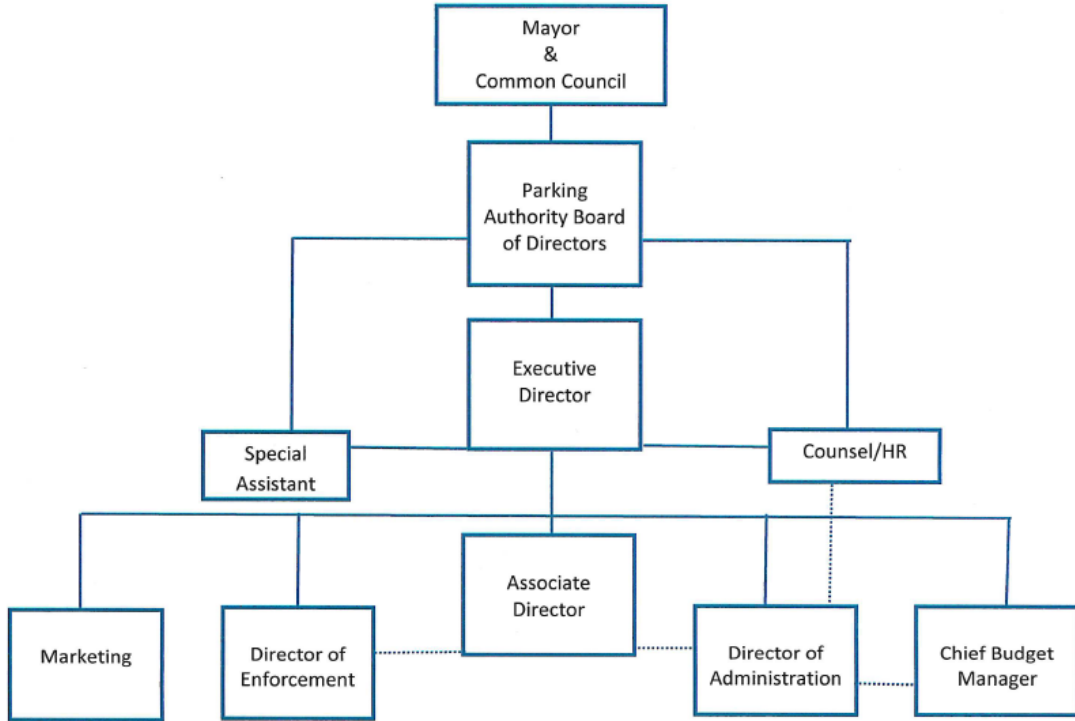 Mayor
&
Common Council
Parking
Authority Board
of Directors
Executive
Director
Special
Assistant
Counsel/HR
Associate
Director
Marketing
Director of
Enforcement
Director of
Administration
Chief Budget
Manager